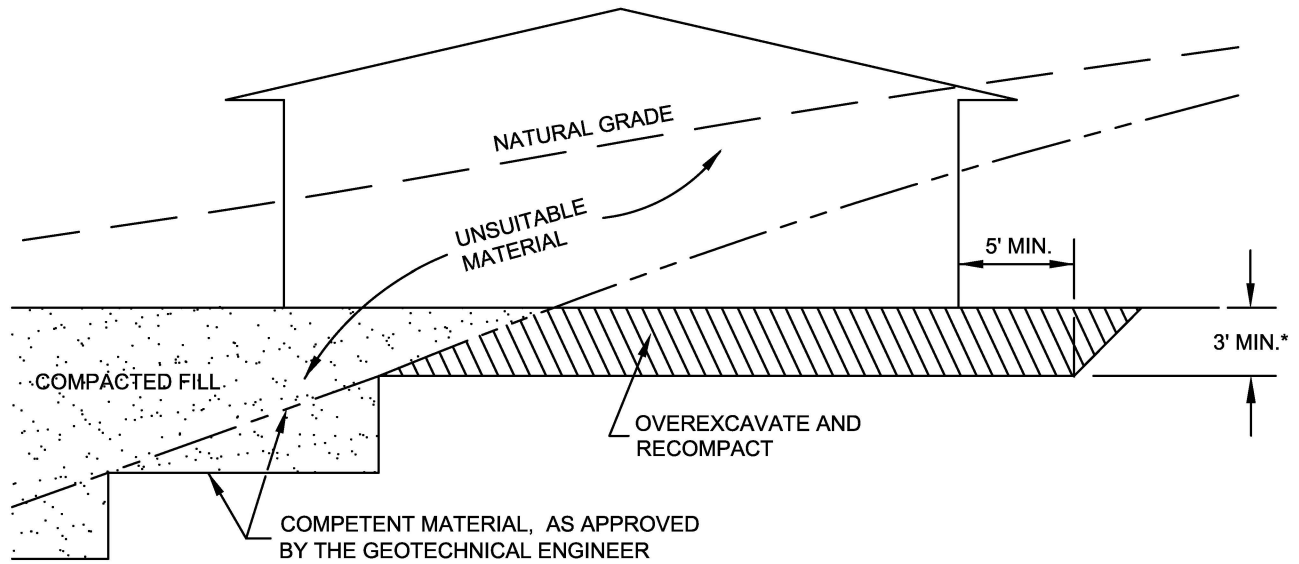 NATURAL GRADE
UNSUITABLE
MATERIAL
5' MIN.
3' MIN.*
COMPACTED FILL
OVEREXCAVATE AND
RECOMPACT
COMPETENT MATERIAL, AS APPROVED
BY THE GEOTECHNICAL ENGINEER